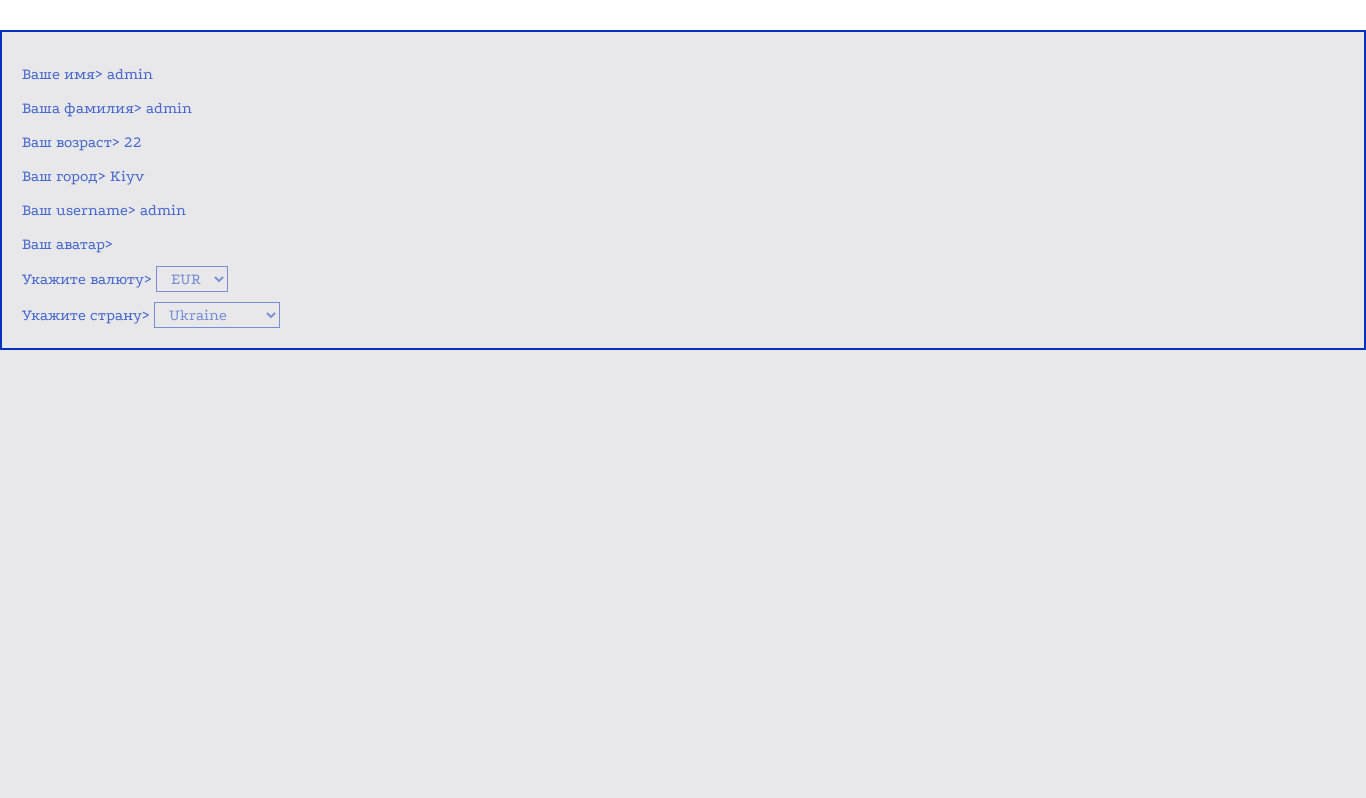 Ваше имя> admin
Ваша фамилия> admin
Ваш возраст> 22
Ваш город> Kiyv
Ваш username> admin
Ваш аватар>
Укажите валюту> EUR
Укажите страну> Ukraine